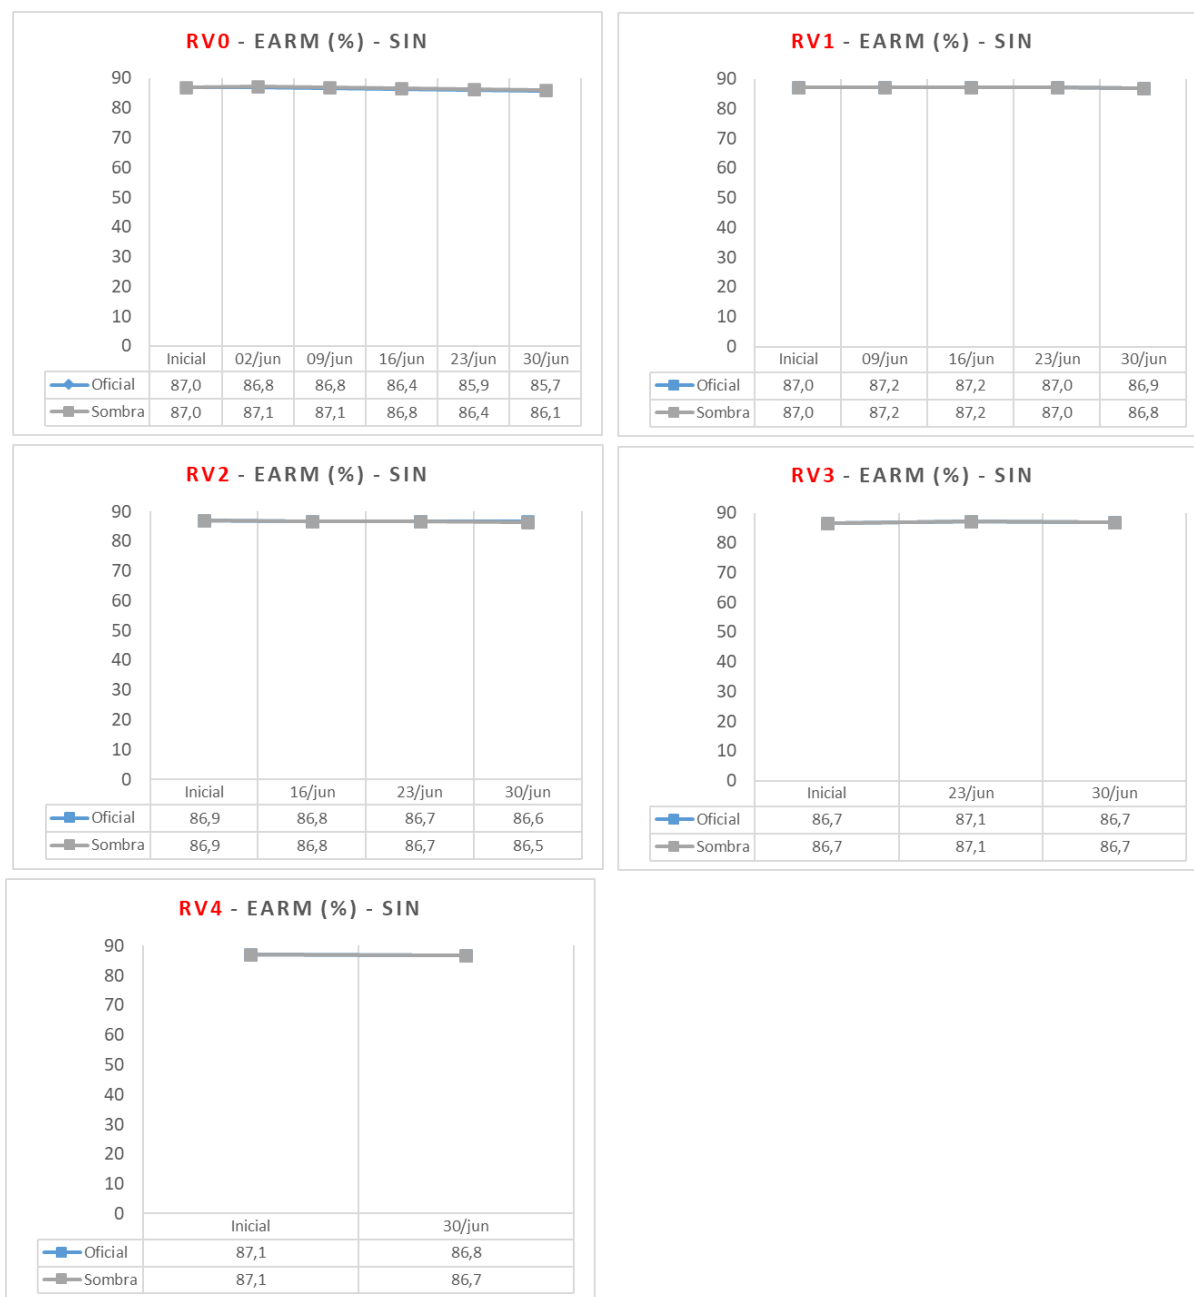 RV0 - EARM (%) - SIN
90
80
70
60
50
40
30
20
10
0
Inicial 02/jun 09/jun 16/jun 23/jun 30/jun
Oficial 87,0 86,8 86,8 86,4 85,9 85,7
Sombra 87,0 87,1 87,1 86,8 86,4 86,1
RV1 - EARM (%) - SIN
90
80
70
60
50
40
30
20
10
0
Inicial 09/jun 16/jun 23/jun 30/jun
Oficial 87,0 87,2 87,2 87,0 86,9
Sombra 87,0 87,2 87,2 87,0 86,8
RV2 - EARM (%) - SIN
90
80
70
60
50
40
30
20
10
0
Inicial 16/jun 23/jun 30/jun
Oficial 86,9 86,8 86,7 86,6
Sombra 86,9 86,8 86,7 86,5
RV3 - EARM (%) - SIN
90
80
70
60
50
40
30
20
10
0
Inicial 23/jun 30/jun
Oficial 86,7 87,1 86,7
Sombra 86,7 87,1 86,7
RV4 - EARM (%) - SIN
90
80
70
60
50
40
30
20
10
0
Inicial 30/jun
Oficial 87,1 86,8
Sombra 87,1 86,7